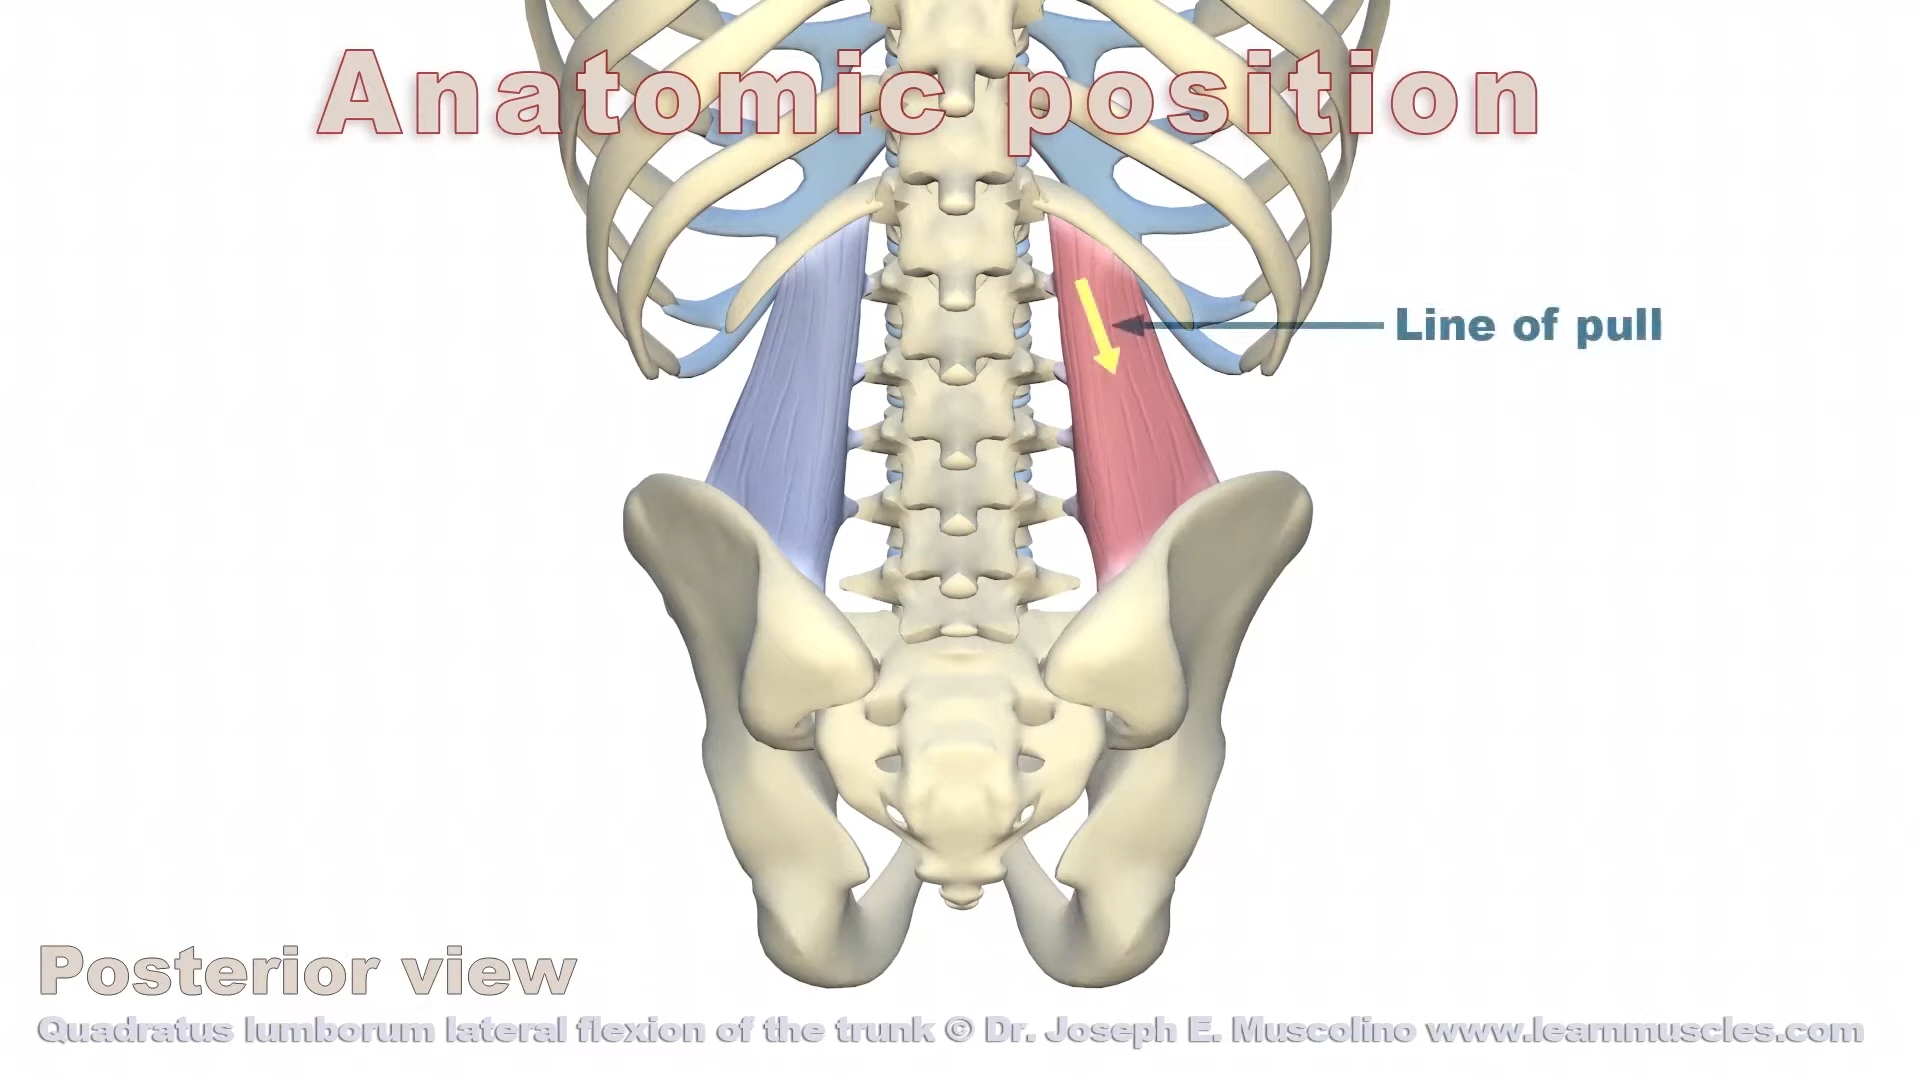 Anatomic position
Line of pull
Posterior view
Quadratus lumborum lateral flexion of the trunk © Dr. Joseph E. Muscolino www.learnmuscles.com